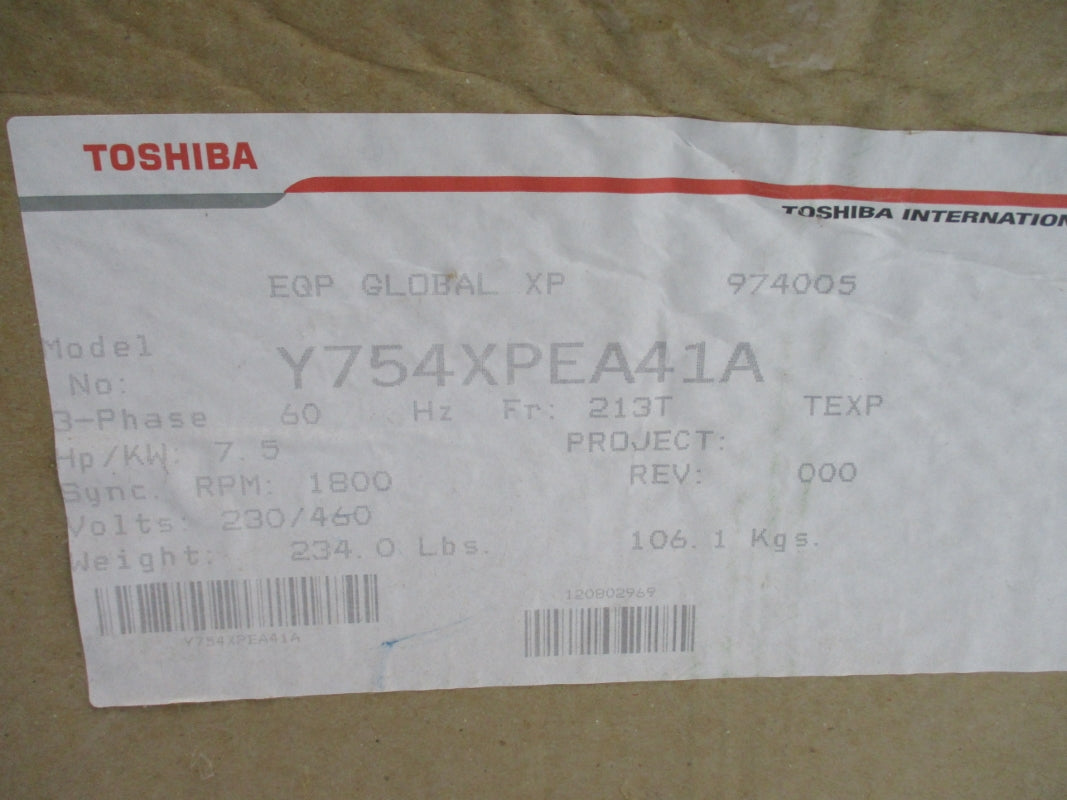 TOSHIBA
TOSHIBA INTERNATION
EQP GLOBAL XP 974005
Model
No: Y754XPEA41A
3-Phase 60 Hz Fr: 213T TEXP
Hp/KW: 7.5 PROJECT:
Sync. RPM: 1800 REV: 000
Volts: 230/460
Weight: 234.0 Lbs. 106.1 Kgs.
120802969
Y754XPEA41A